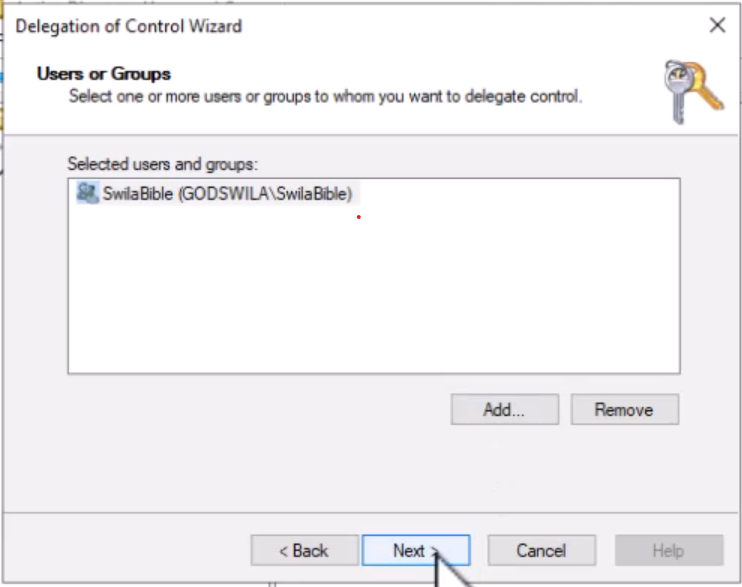 Delegation of Control Wizard
Users or Groups
Select one or more users or groups to whom you want to delegate control.
Selected users and groups:
SwilaBible (GODSWILA\SwilaBible)
Add... Remove
< Back Next > Cancel Help